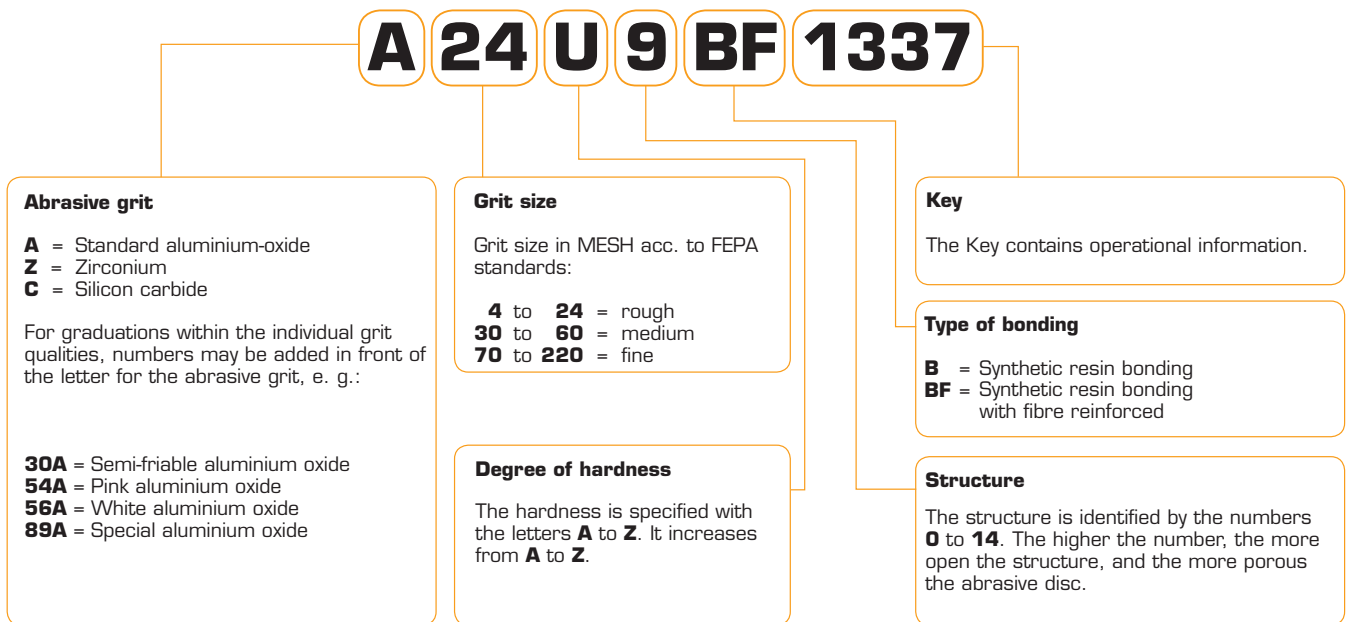 A 24 U 9 BF 1337
Abrasive grit
A = Standard aluminium-oxide
Z = Zirconium
C = Silicon carbide
For graduations within the individual grit
qualities, numbers may be added in front of
the letter for the abrasive grit, e. g.:
30A = Semi-friable aluminium oxide
54A = Pink aluminium oxide
56A = White aluminium oxide
89A = Special aluminium oxide
Grit size
Grit size in MESH acc. to FEPA
standards:
4 to 24 = rough
30 to 60 = medium
70 to 220 = fine
Degree of hardness
The hardness is specified with
the letters A to Z. It increases
from A to Z.
Key
The Key contains operational information.
Type of bonding
B = Synthetic resin bonding
BF = Synthetic resin bonding
with fibre reinforced
Structure
The structure is identified by the numbers
0 to 14. The higher the number, the more
open the structure, and the more porous
the abrasive disc.